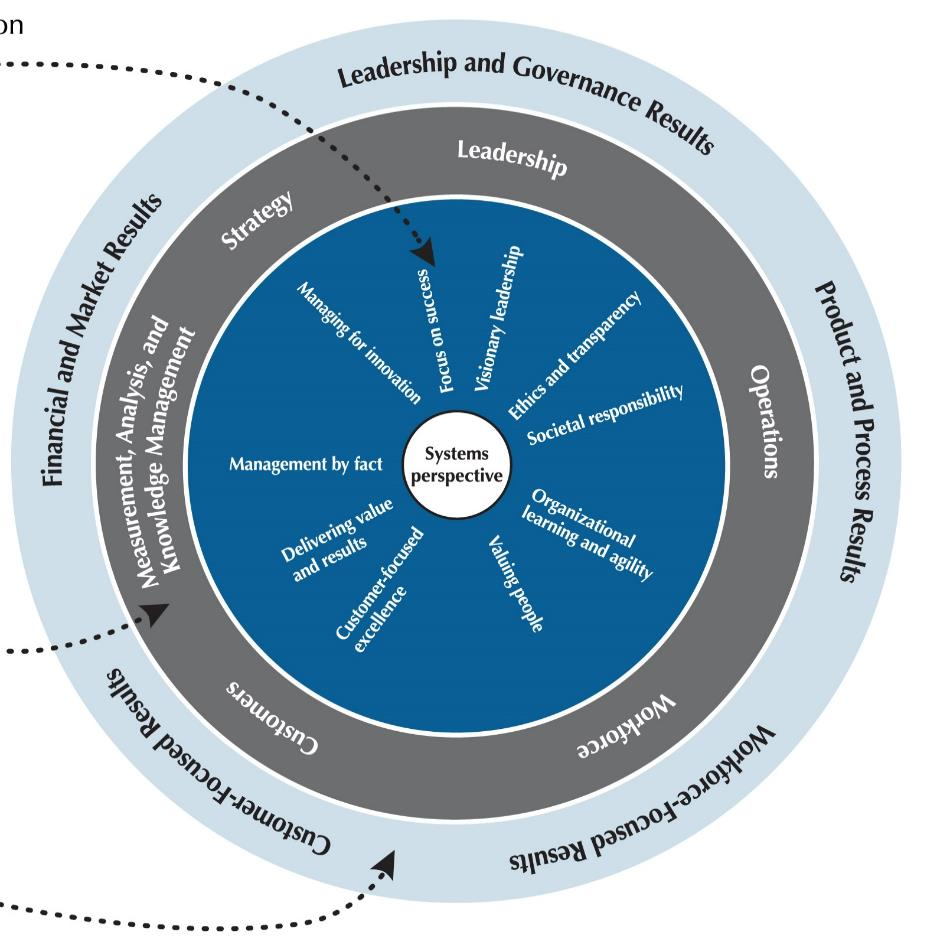 on
Leadership and Governance Results
Product and Process Results
Workforce-Focused Results
Customer-Focused Results
Financial and Market Results
Leadership
Operations
Workforce
Customers
Measurement, Analysis, and
Knowledge Management
Strategy
Focus on success
Visionary leadership
Ethics and transparency
Societal responsibility
Organizational
learning and agility
Valuing people
Customer-focused
excellence
Delivering value
and results
Management by fact
Managing for innovation
Systems
perspective